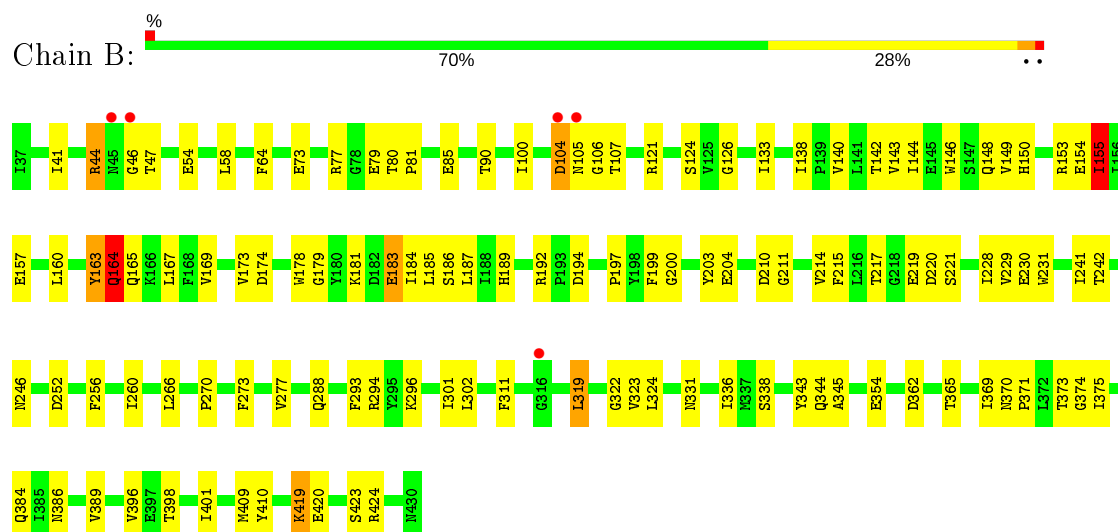 %
Chain B: 70% 28% • •
I37 I41 R44 N45 G46 T47 E54 L58 F64 E73 R77 G78 E79 T80 P81 E85 T90 I100 D104 N105 G106 T107 R121 S124 V125 G126 I133 I138 P139 V140 L141 T142 V143 I144 E145 W146 S147 Q148 V149 H150 R153 E154 I155 I156
E157 L160 Y163 Q164 Q165 K166 L167 F168 V169 V173 D174 W178 G179 Y180 K181 D182 E183 I184 L185 S186 L187 I188 H189 R192 P193 D194 P197 Y198 F199 G200 Y203 E204 D210 G211 V214 F215 L216 T217 G218 E219 D220 S221 I228 V229 E230 W231 I241 T242
N246 D252 F256 I260 L266 P270 F273 V277 Q288 F293 R294 Y295 K296 I301 L302 F311 G316 L319 G322 V323 L324 N331 I336 M337 S338 Y343 Q344 A345 E354 D362 T365 I369 N370 P371 L372 T373 G374 I375
Q384 I385 N386 V389 V396 E397 T398 I401 M409 Y410 K419 E420 S423 R424 N430